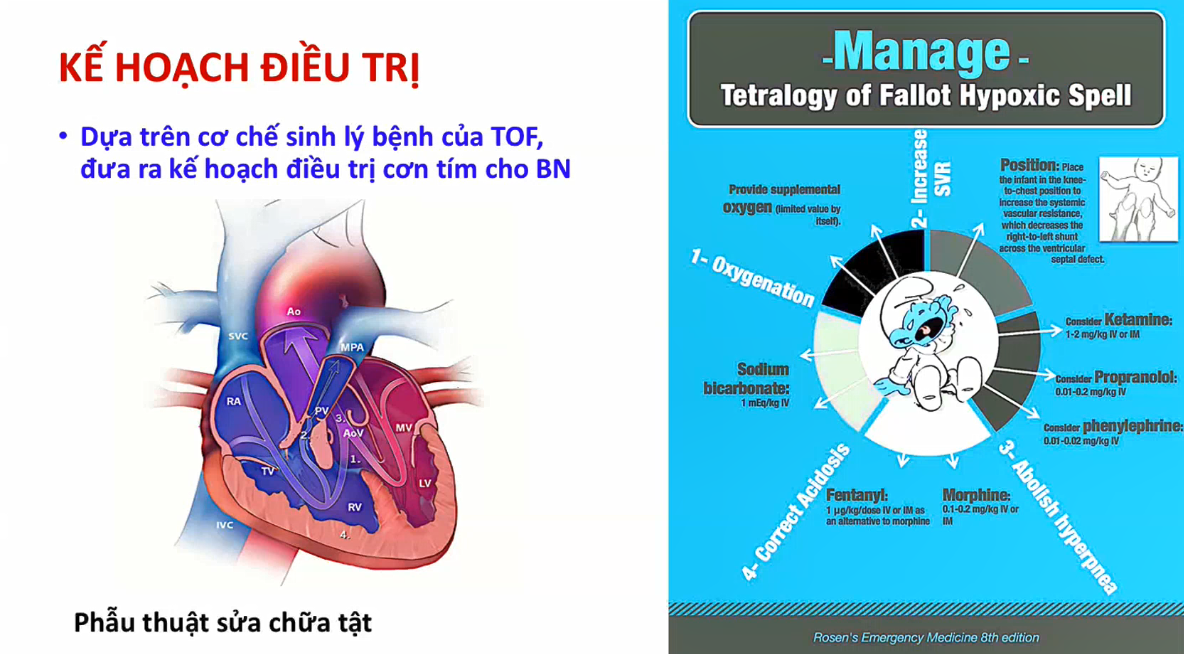 KẾ HOẠCH ĐIỀU TRỊ
• Dựa trên cơ chế sinh lý bệnh của TOF,
đưa ra kế hoạch điều trị cơn tím cho BN
Ao
SVC
MPA
RA
PV
3.
2.
AoV
MV
1.
TV
LV
RV
IVC
4.
Phẫu thuật sửa chữa tật
-Manage-
Tetralogy of Fallot Hypoxic Spell
2- Increase
SVR
Provide supplemental
oxygen (limited value by
itself).
Position: Place
the infant in the knee-
to-chest position to
increase the systemic
vascular resistance,
which decreases the
right-to-left shunt
across the ventricular
septal defect.
1- Oxygenation
Consider Ketamine:
1-2 mg/kg IV or IM
Consider Propranolol:
0.01-0.2 mg/kg IV
Consider phenylephrine:
0.01-0.02 mg/kg IV
Sodium
bicarbonate:
1 mEq/kg IV
3- Abolish hyperpnea
4- Correct Acidosis
Fentanyl:
1 µg/kg/dose IV or IM as
an alternative to morphine
Morphine:
0.1-0.2 mg/kg IV or
IM
Rosen's Emergency Medicine 8th edition